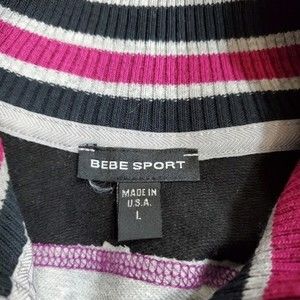 BEBE SPORT
MADE IN
U.S.A.
L